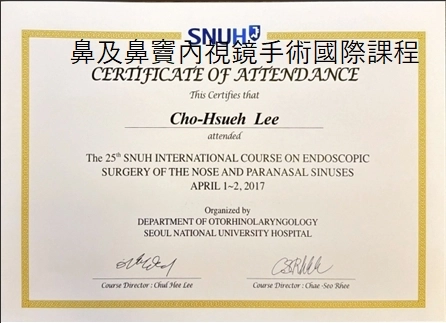 SNUH
鼻及鼻竇內視鏡手術國際課程
CERTIFICATE OF ATTENDANCE
This Certifies that
Cho-Hsueh Lee
attended
The 25th SNUH INTERNATIONAL COURSE ON ENDOSCOPIC
SURGERY OF THE NOSE AND PARANASAL SINUSES
APRIL 1~2, 2017
Organized by
DEPARTMENT OF OTORHINOLARYNGOLOGY
SEOUL NATIONAL UNIVERSITY HOSPITAL
Course Director : Chul Hee Lee
Course Director : Chae-Seo Rhee